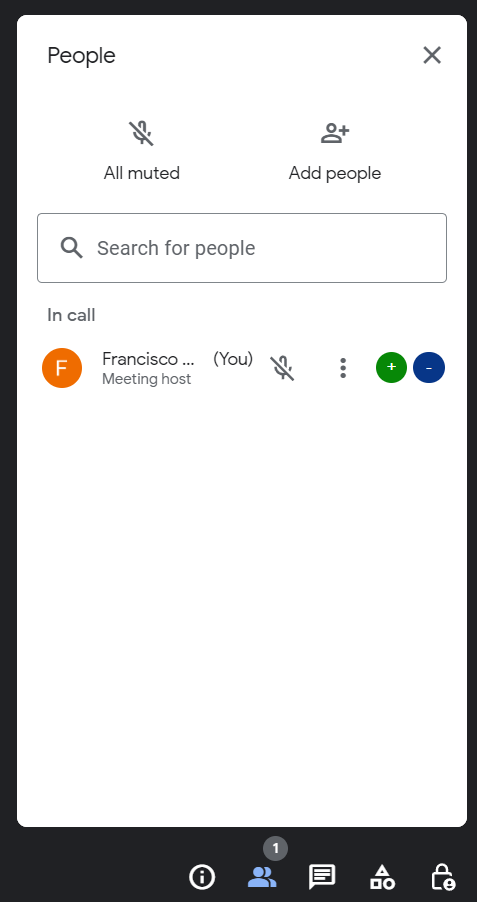 People
All muted
Add people
Search for people
In call
Francisco ... (You)
Meeting host
F
+
-
1